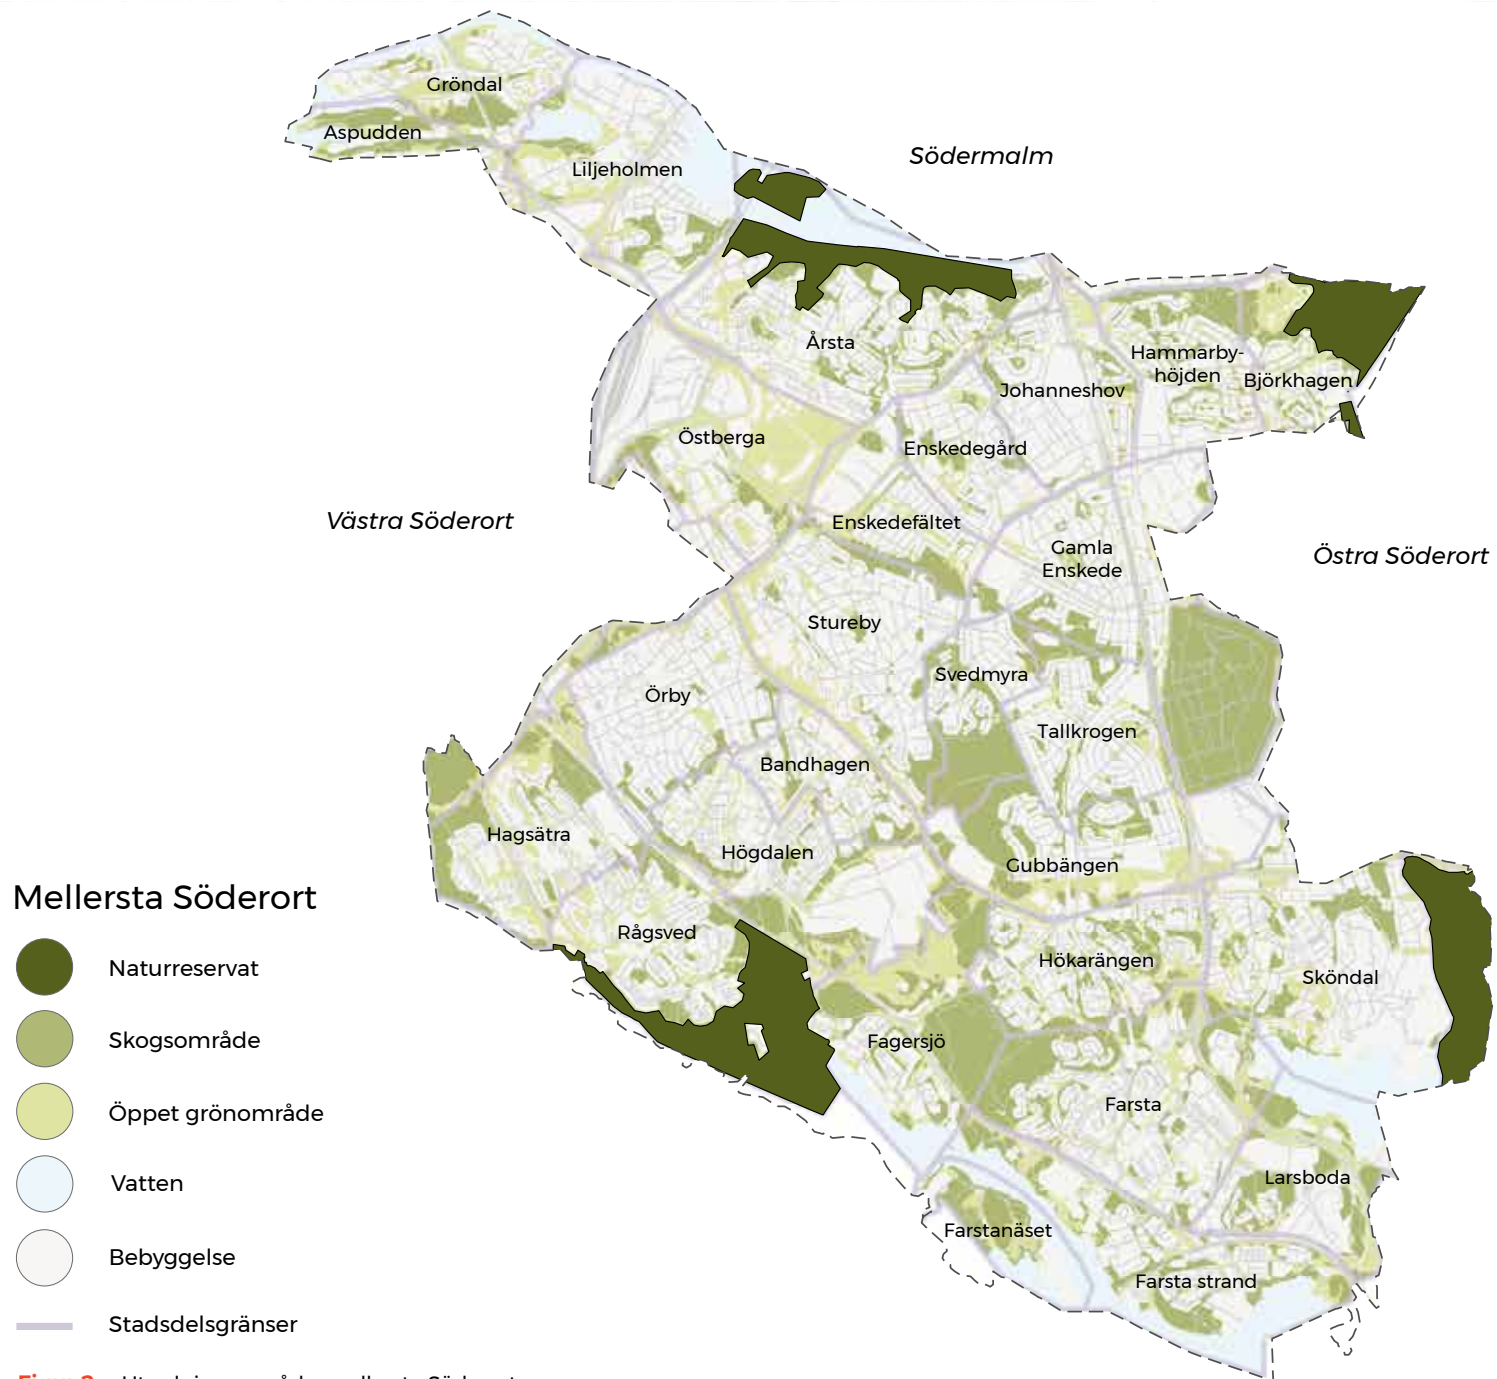 Gröndal
Aspudden
Liljeholmen
Södermalm
Årsta
Hammarby-
höjden
Björkhagen
Johanneshov
Östberga
Enskedegård
Västra Söderort
Enskedefältet
Gamla
Enskede
Östra Söderort
Stureby
Svedmyra
Örby
Tallkrogen
Bandhagen
Hagsätra
Högdalen
Gubbängen
Rågsved
Hökarängen
Sköndal
Fagersjö
Farsta
Larsboda
Farstanäset
Farsta strand
Mellersta Söderort
Naturreservat
Skogsområde
Öppet grönområde
Vatten
Bebyggelse
Stadsdelsgränser